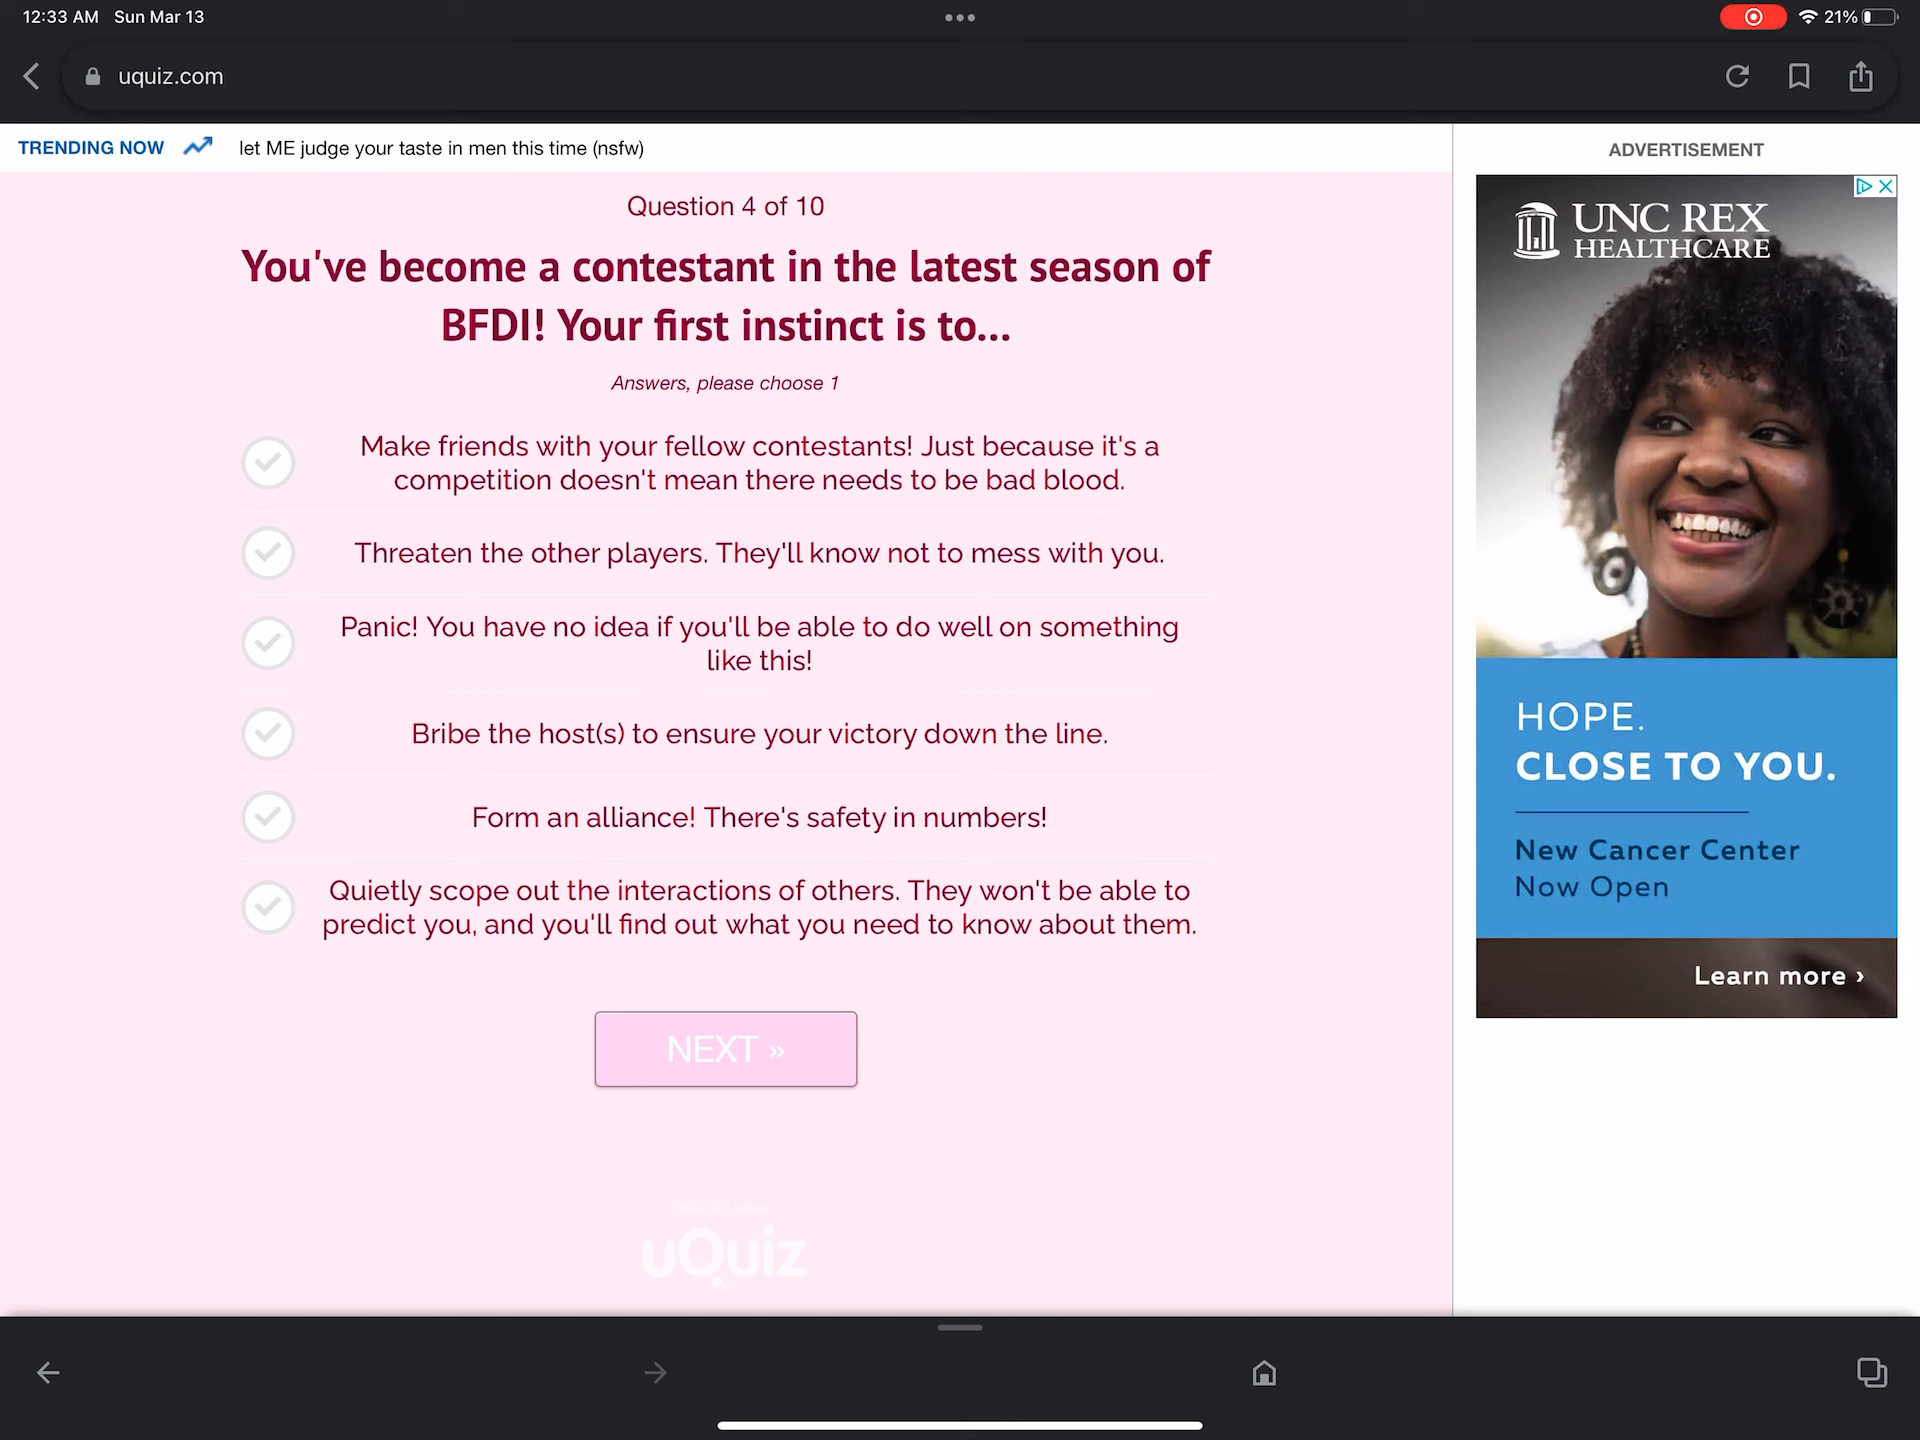 12:33 AM Sun Mar 13
21%
uquiz.com
TRENDING NOW let ME judge your taste in men this time (nsfw)
ADVERTISEMENT
Question 4 of 10
You've become a contestant in the latest season of
BFDI! Your first instinct is to...
Answers, please choose 1
Make friends with your fellow contestants! Just because it's a
competition doesn't mean there needs to be bad blood.
Threaten the other players. They'll know not to mess with you.
Panic! You have no idea if you'll be able to do well on something
like this!
Bribe the host(s) to ensure your victory down the line.
Form an alliance! There's safety in numbers!
Quietly scope out the interactions of others. They won't be able to
predict you, and you'll find out what you need to know about them.
NEXT »
uQuiz
UNC REX
HEALTHCARE
HOPE.
CLOSE TO YOU.
New Cancer Center
Now Open
Learn more ›